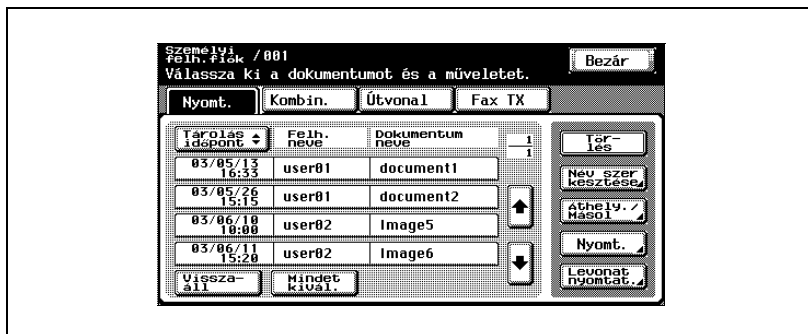 Személyi
felh.fiók /001
Bezár
Válassza ki a dokumentumot és a műveletet.
Nyomt.
Kombin.
Útvonal
Fax TX
Tárolás
időpont
Felh.
neve
Dokumentum
neve
1
1
03/05/13
16:33
user01
document1
03/05/26
15:15
user01
document2
03/06/10
10:00
user02
Image5
03/06/11
15:20
user02
Image6
Vissza-
áll
Mindet
kivál.
Tör-
lés
Név szer
kesztése
Áthely./
Másol
Nyomt.
Levonat
nyomtat.